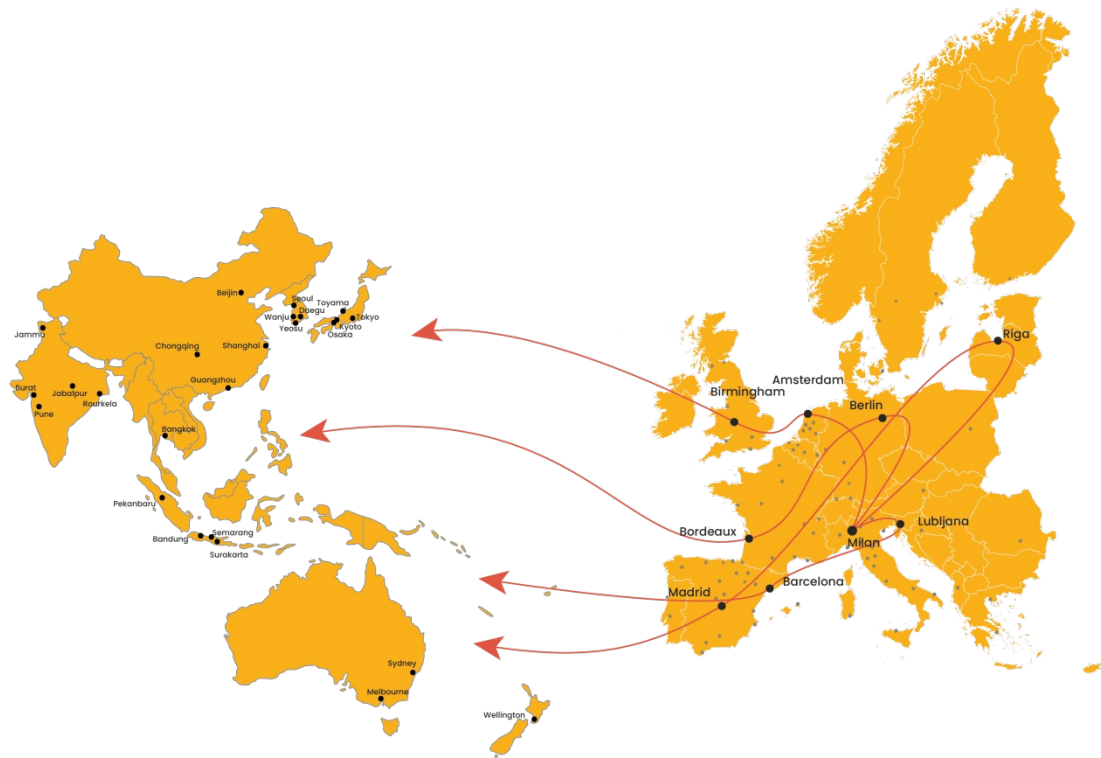 Beijin
Seoul
Toyama
Wanju
Daegu
Tokyo
Yeosu
Kyoto
Osaka
Jammu
Chongqing
Shanghai
Guangzhou
Surat
Jabalpur
Rourkela
Pune
Bangkok
Pekanbaru
Bandung
Semarang
Surakarta
Sydney
Melbourne
Wellington
Riga
Amsterdam
Birmingham
Berlin
Bordeaux
Lubljana
Milan
Barcelona
Madrid